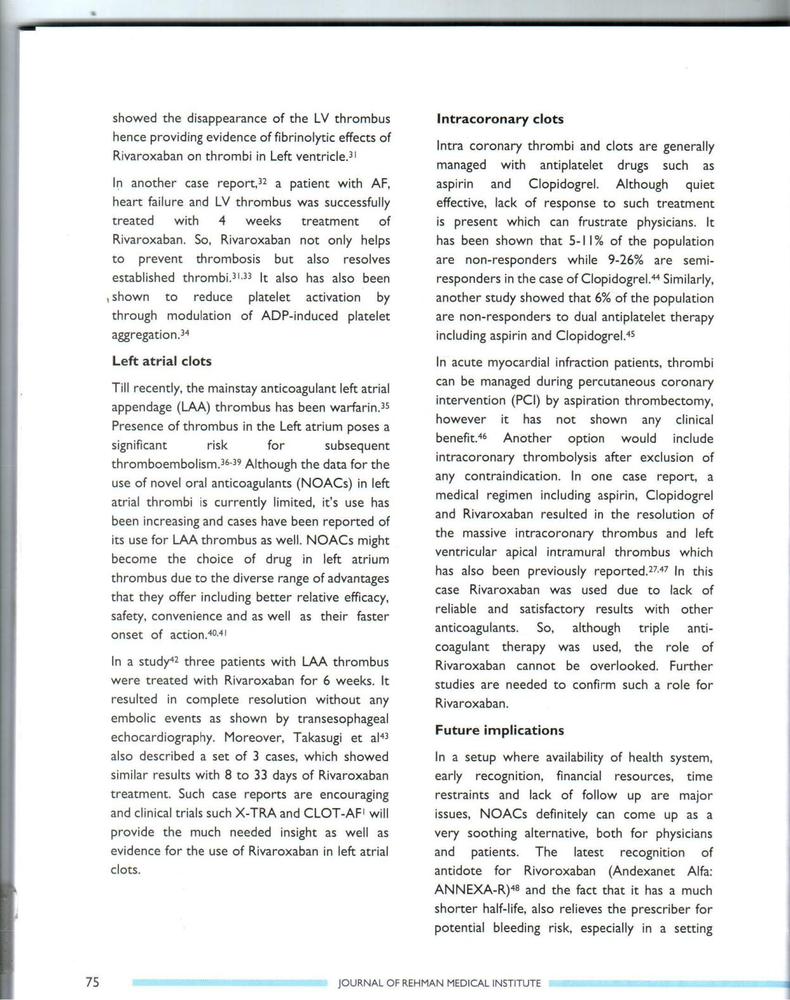 showed the disappearance of the LV thrombus
hence providing evidence of fibrinolytic effects of
Rivaroxaban on thrombi in Left ventricle.31
In another case report,32 a patient with AF,
heart failure and LV thrombus was successfully
treated with 4 weeks treatment of
Rivaroxaban. So, Rivaroxaban not only helps
to prevent thrombosis but also resolves
established thrombi.31,33 It also has also been
shown to reduce platelet activation by
through modulation of ADP-induced platelet
aggregation.34
Left atrial clots
Till recently, the mainstay anticoagulant left atrial
appendage (LAA) thrombus has been warfarin.35
Presence of thrombus in the Left atrium poses a
significant risk for subsequent
thromboembolism.36-39 Although the data for the
use of novel oral anticoagulants (NOACs) in left
atrial thrombi is currently limited, it's use has
been increasing and cases have been reported of
its use for LAA thrombus as well. NOACs might
become the choice of drug in left atrium
thrombus due to the diverse range of advantages
that they offer including better relative efficacy,
safety, convenience and as well as their faster
onset of action.40,41
In a study42 three patients with LAA thrombus
were treated with Rivaroxaban for 6 weeks. It
resulted in complete resolution without any
embolic events as shown by transesophageal
echocardiography. Moreover, Takasugi et al43
also described a set of 3 cases, which showed
similar results with 8 to 33 days of Rivaroxaban
treatment. Such case reports are encouraging
and clinical trials such X-TRA and CLOT-AF1 will
provide the much needed insight as well as
evidence for the use of Rivaroxaban in left atrial
clots.
Intracoronary clots
Intra coronary thrombi and clots are generally
managed with antiplatelet drugs such as
aspirin and Clopidogrel. Although quiet
effective, lack of response to such treatment
is present which can frustrate physicians. It
has been shown that 5-11% of the population
are non-responders while 9-26% are semi-
responders in the case of Clopidogrel.44 Similarly,
another study showed that 6% of the population
are non-responders to dual antiplatelet therapy
including aspirin and Clopidogrel.45
In acute myocardial infraction patients, thrombi
can be managed during percutaneous coronary
intervention (PCI) by aspiration thrombectomy,
however it has not shown any clinical
benefit.46 Another option would include
intracoronary thrombolysis after exclusion of
any contraindication. In one case report, a
medical regimen including aspirin, Clopidogrel
and Rivaroxaban resulted in the resolution of
the massive intracoronary thrombus and left
ventricular apical intramural thrombus which
has also been previously reported.27,47 In this
case Rivaroxaban was used due to lack of
reliable and satisfactory results with other
anticoagulants. So, although triple anti-
coagulant therapy was used, the role of
Rivaroxaban cannot be overlooked. Further
studies are needed to confirm such a role for
Rivaroxaban.
Future implications
In a setup where availability of health system,
early recognition, financial resources, time
restraints and lack of follow up are major
issues, NOACs definitely can come up as a
very soothing alternative, both for physicians
and patients. The latest recognition of
antidote for Rivoroxaban (Andexanet Alfa:
ANNEXA-R)48 and the fact that it has a much
shorter half-life, also relieves the prescriber for
potential bleeding risk, especially in a setting
75 JOURNAL OF REHMAN MEDICAL INSTITUTE